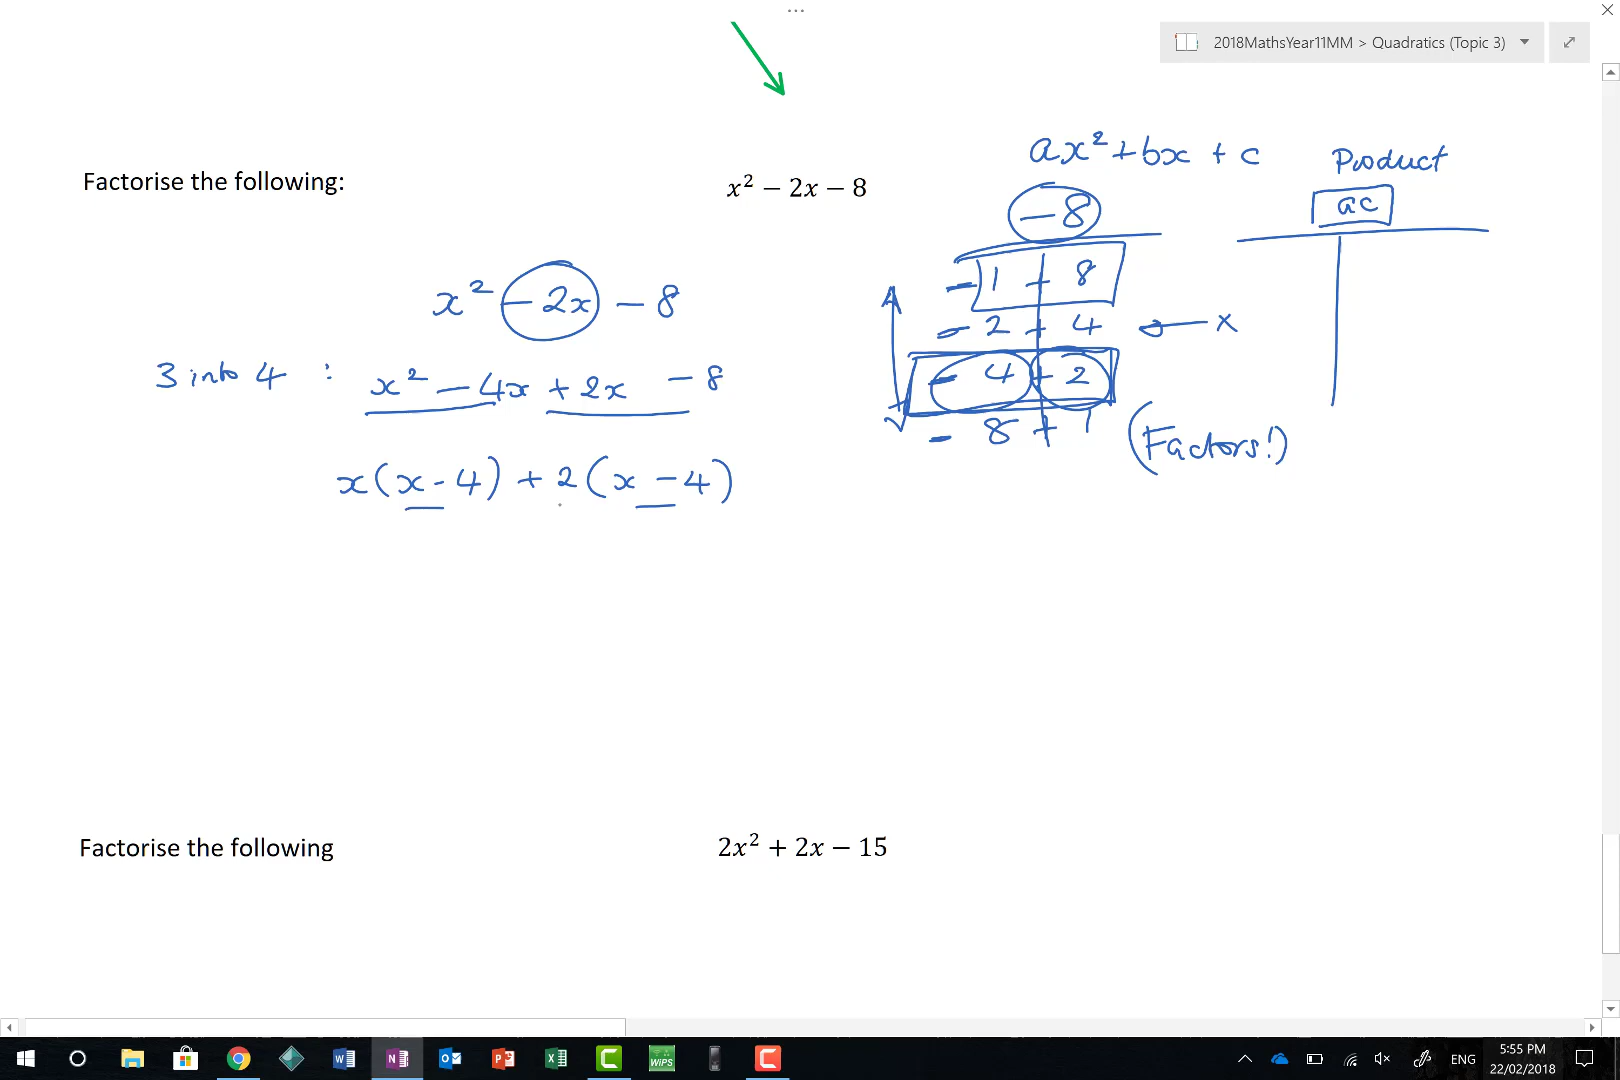 2018MathsYear11MM > Quadratics (Topic 3)
ax² + bx + c
Product
Factorise the following:
x² − 2x − 8
− 8
ac
− 1 + 8
x² − 2x − 8
− 2 + 4 ← x
3 into 4 : x² − 4x + 2x − 8
− 4 + 2
− 8 + 1
(Factors!)
x(x - 4) + 2(x − 4)
Factorise the following
2x² + 2x − 15
WiPS
ENG
5:55 PM
22/02/2018